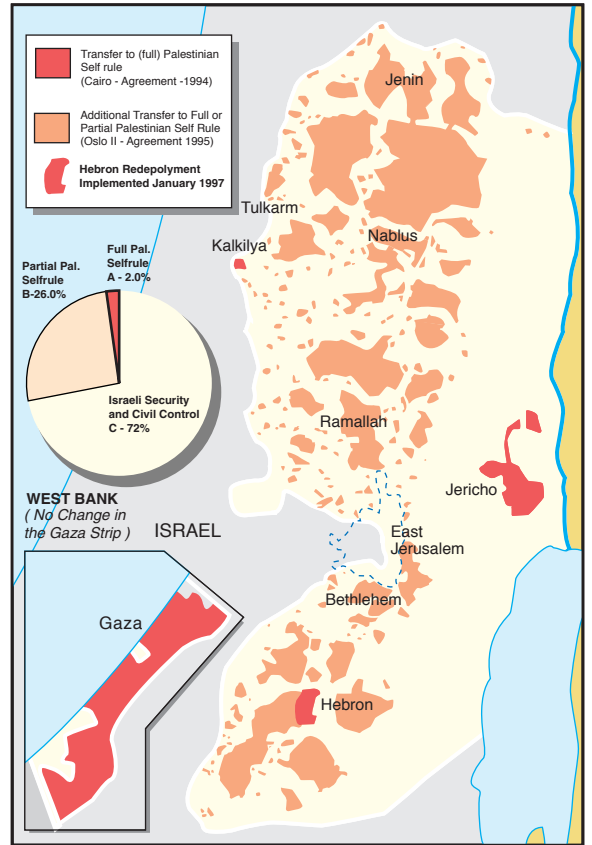 Transfer to (full) Palestinian
Self rule
(Cairo - Agreement -1994)
Additional Transfer to Full or
Partial Palestinian Self Rule
(Oslo II - Agreement 1995)
Hebron Redepolyment
Implemented January 1997
Jenin
Tulkarm
Kalkilya
Nablus
Full Pal.
Selfrule
A - 2.0%
Partial Pal.
Selfrule
B-26.0%
Israeli Security
and Civil Control
C - 72%
Ramallah
Jericho
WEST BANK
( No Change in
the Gaza Strip )
ISRAEL
East
Jerusalem
Bethlehem
Gaza
Hebron